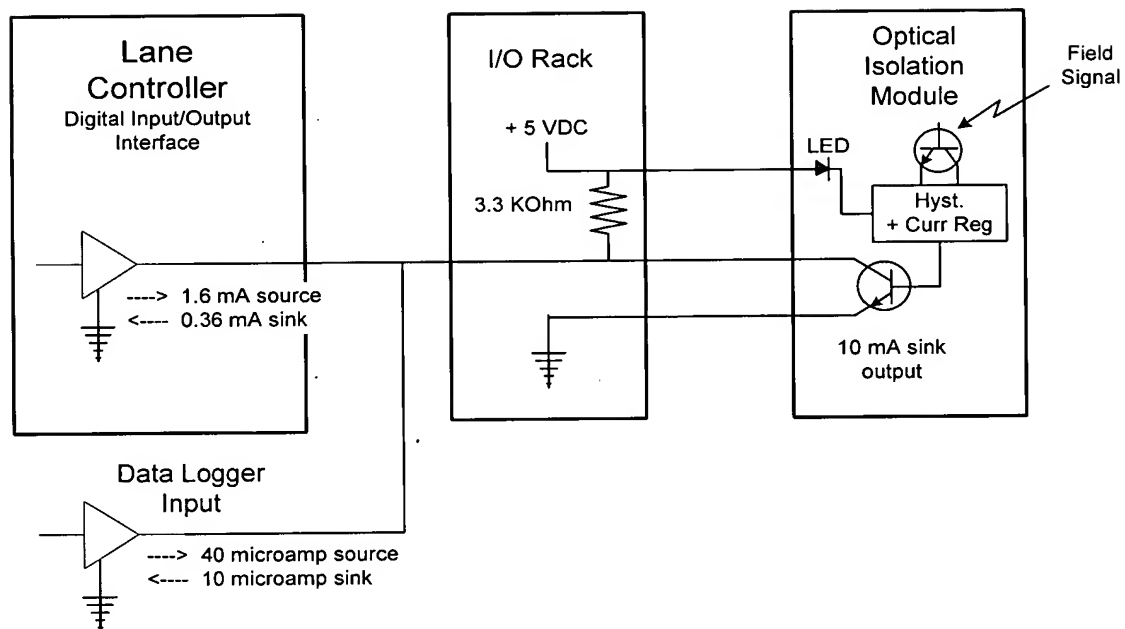 Lane
Controller
Digital Input/Output
Interface
----> 1.6 mA source
<---- 0.36 mA sink
I/O Rack
+ 5 VDC
3.3 KOhm
Optical
Isolation
Module
Field
Signal
LED
Hyst.
+ Curr Reg
10 mA sink
output
Data Logger
Input
----> 40 microamp source
<---- 10 microamp sink